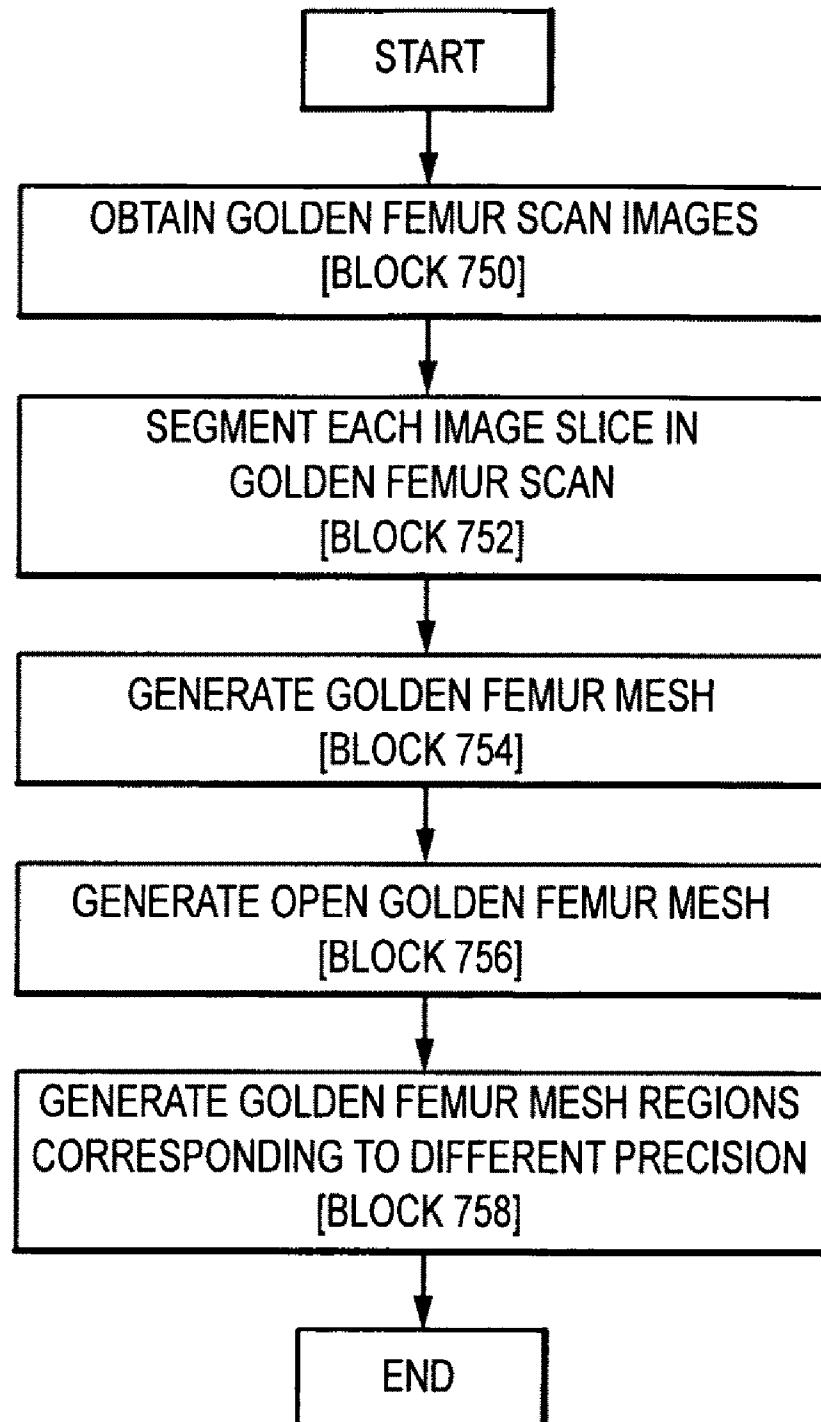 START
OBTAIN GOLDEN FEMUR SCAN IMAGES
[BLOCK 750]
SEGMENT EACH IMAGE SLICE IN
GOLDEN FEMUR SCAN
[BLOCK 752]
GENERATE GOLDEN FEMUR MESH
[BLOCK 754]
GENERATE OPEN GOLDEN FEMUR MESH
[BLOCK 756]
GENERATE GOLDEN FEMUR MESH REGIONS
CORRESPONDING TO DIFFERENT PRECISION
[BLOCK 758]
END